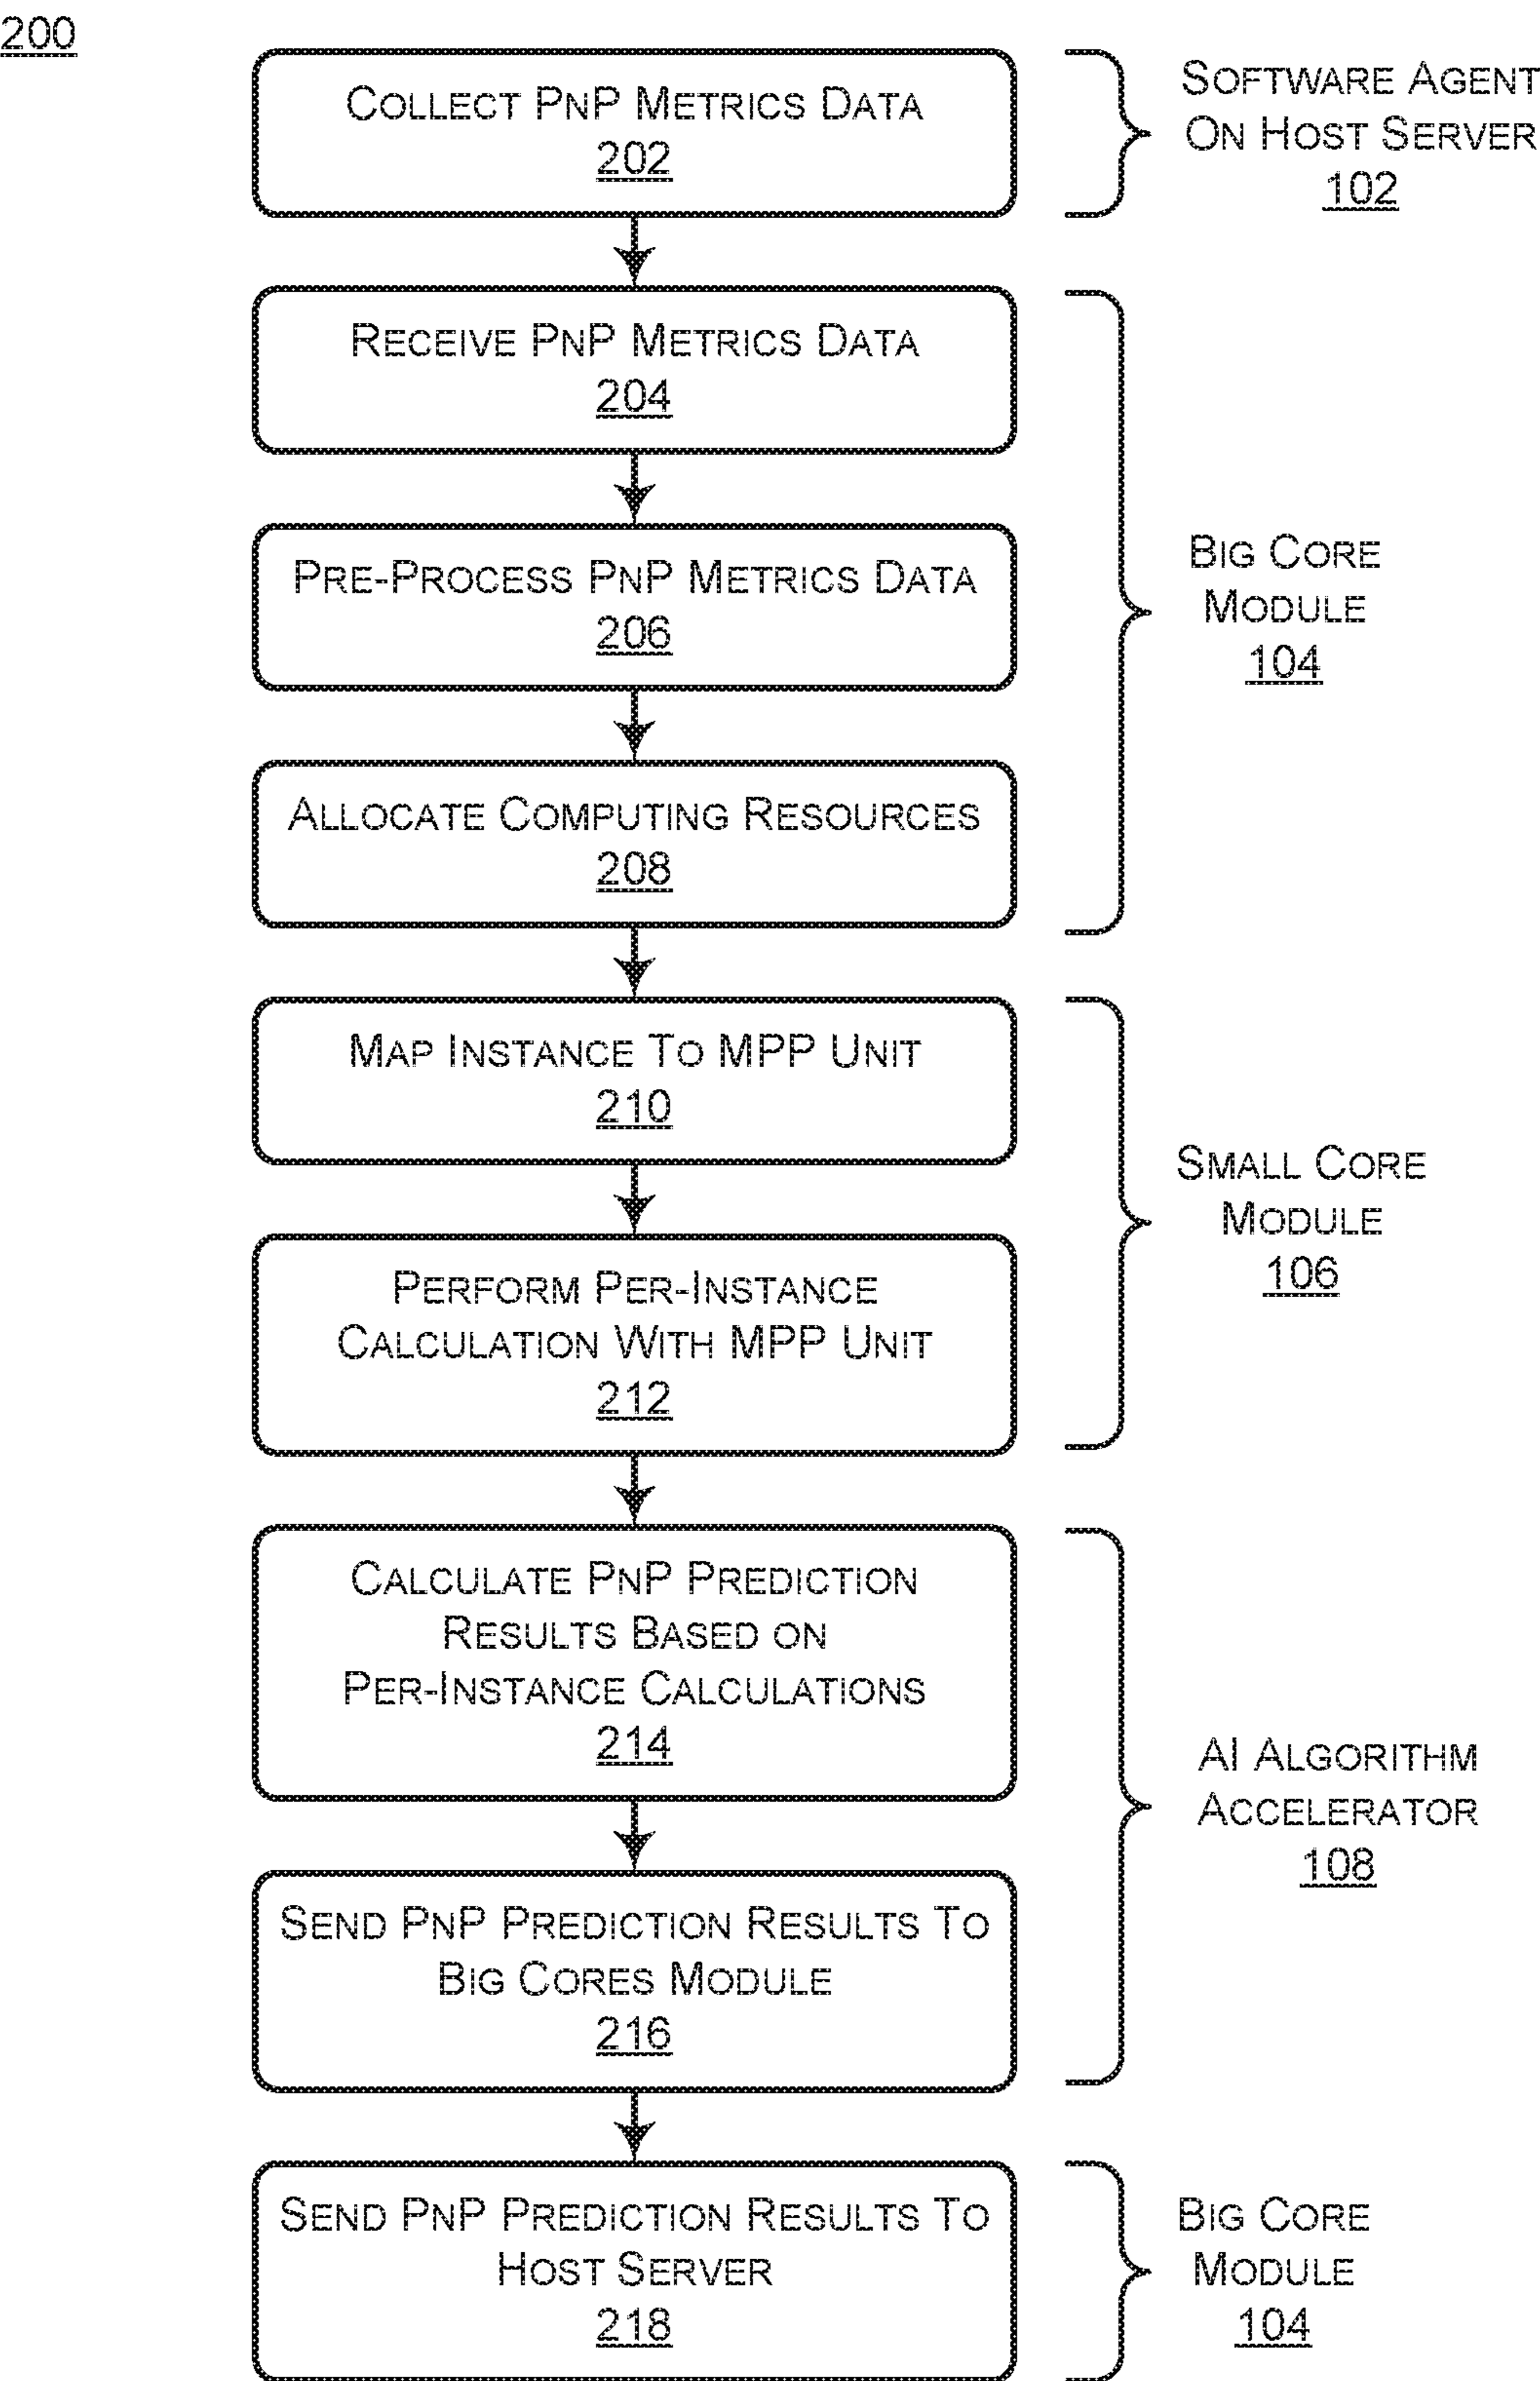 200
COLLECT PNP METRICS DATA
202
SOFTWARE AGENT
ON HOST SERVER
102
RECEIVE PNP METRICS DATA
204
PRE-PROCESS PNP METRICS DATA
206
ALLOCATE COMPUTING RESOURCES
208
BIG CORE
MODULE
104
MAP INSTANCE TO MPP UNIT
210
PERFORM PER-INSTANCE
CALCULATION WITH MPP UNIT
212
SMALL CORE
MODULE
106
CALCULATE PNP PREDICTION
RESULTS BASED ON
PER-INSTANCE CALCULATIONS
214
SEND PNP PREDICTION RESULTS TO
BIG CORES MODULE
216
AI ALGORITHM
ACCELERATOR
108
SEND PNP PREDICTION RESULTS TO
HOST SERVER
218
BIG CORE
MODULE
104